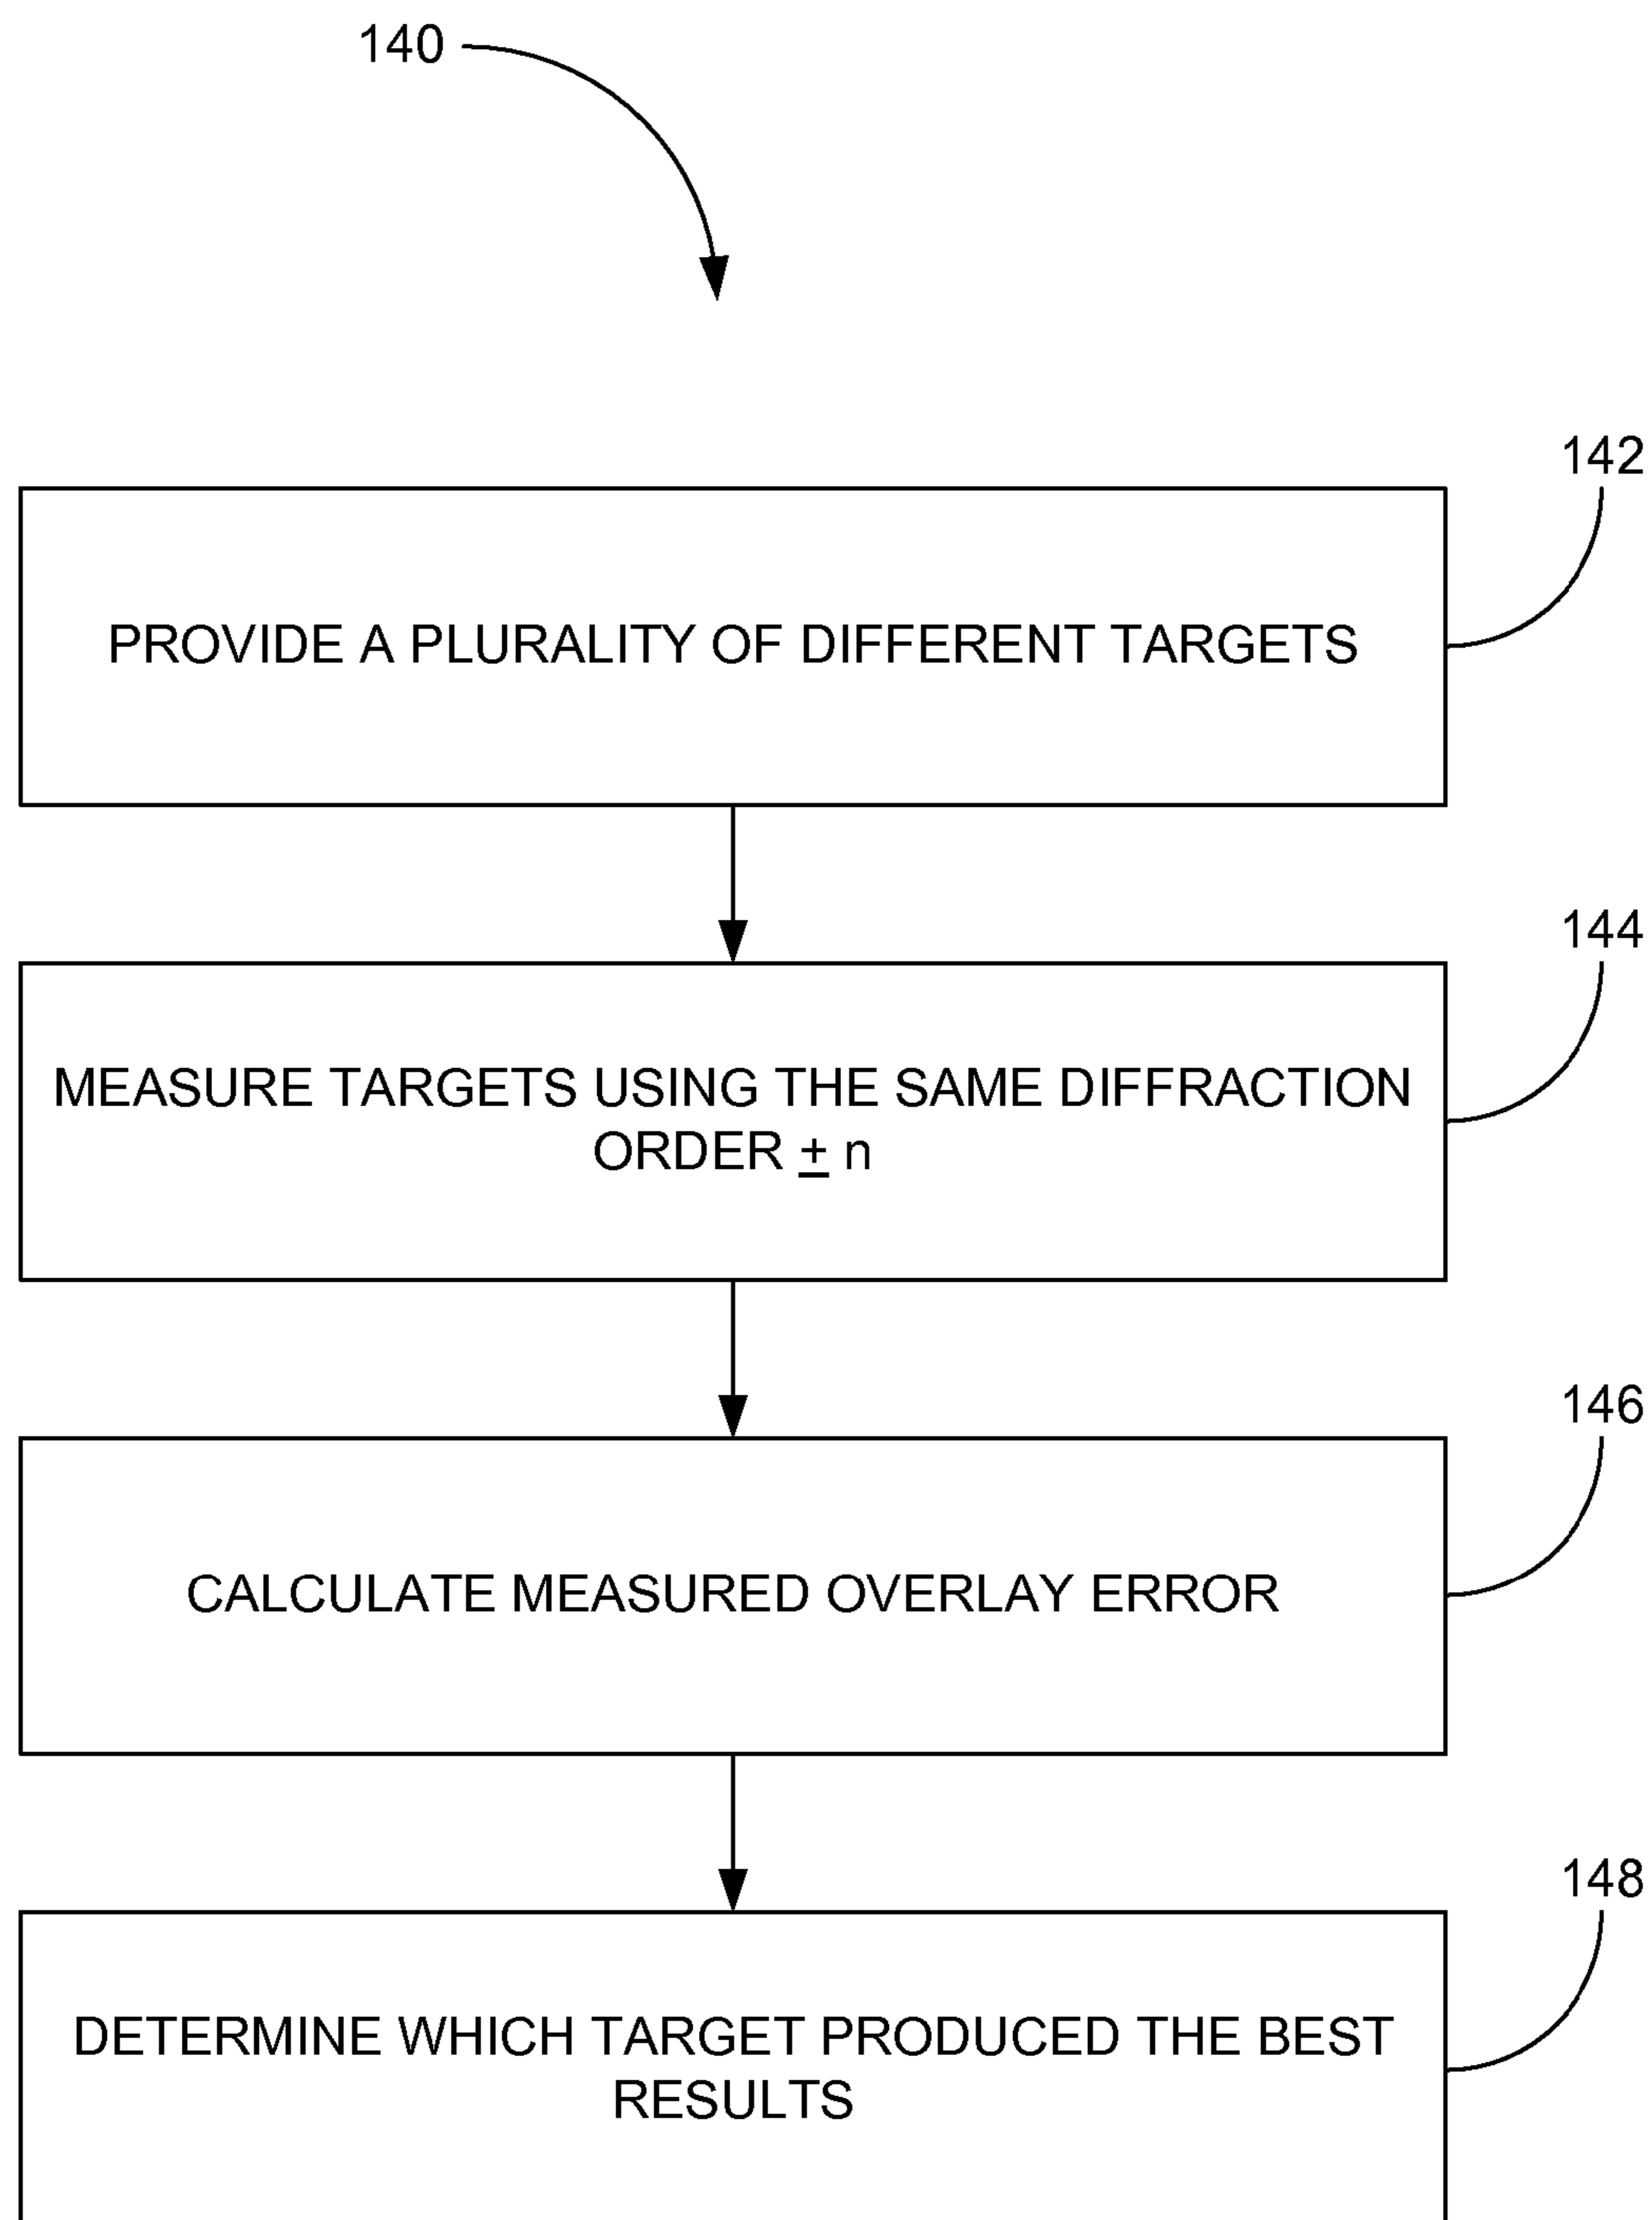 140
142
PROVIDE A PLURALITY OF DIFFERENT TARGETS
144
MEASURE TARGETS USING THE SAME DIFFRACTION
ORDER ± n
146
CALCULATE MEASURED OVERLAY ERROR
148
DETERMINE WHICH TARGET PRODUCED THE BEST
RESULTS